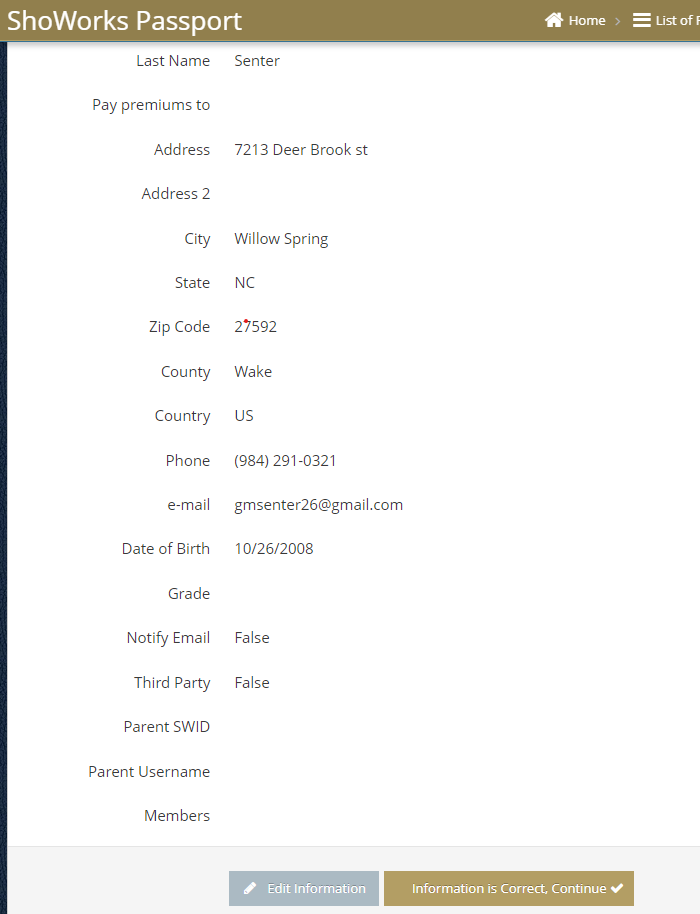 ShoWorks Passport Home List of
Last Name Senter
Pay premiums to
Address 7213 Deer Brook st
Address 2
City Willow Spring
State NC
Zip Code 27592
County Wake
Country US
Phone (984) 291-0321
e-mail gmsenter26@gmail.com
Date of Birth 10/26/2008
Grade
Notify Email False
Third Party False
Parent SWID
Parent Username
Members
Edit Information Information is Correct, Continue